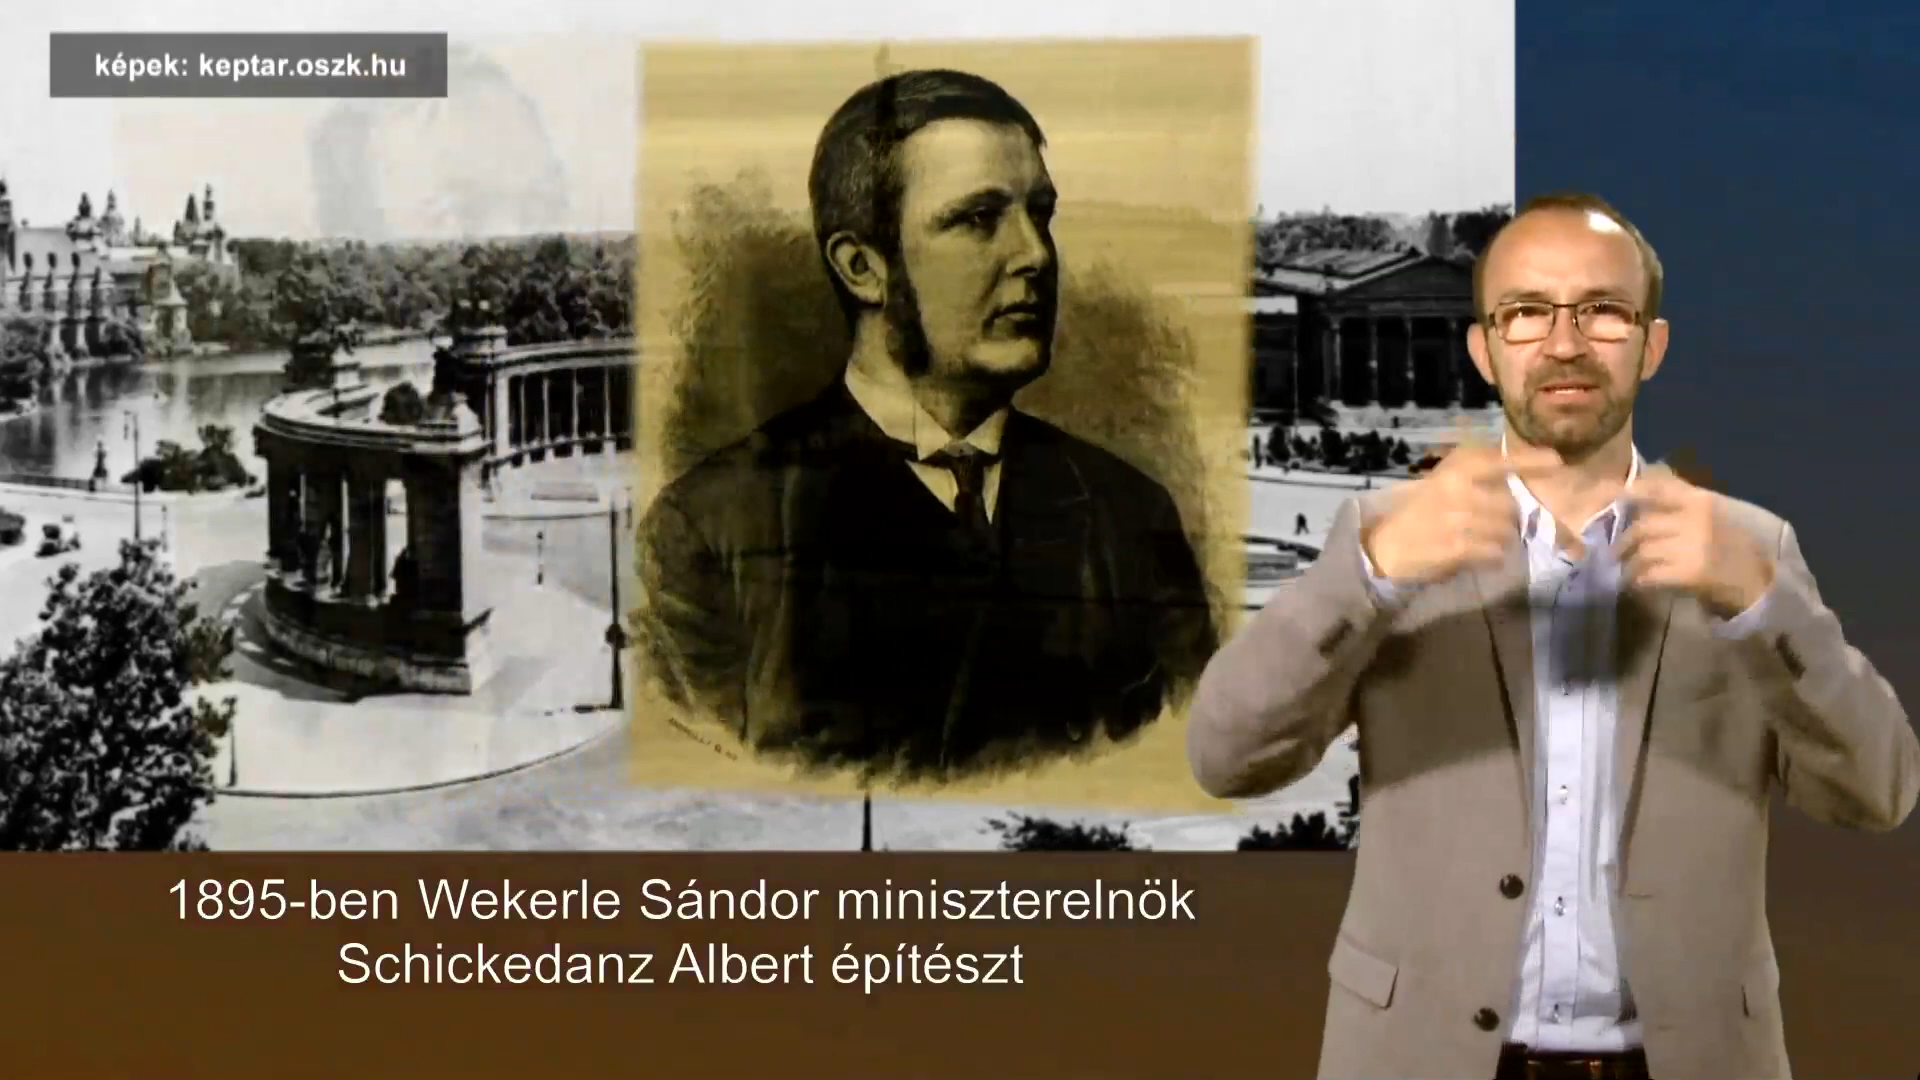 képek: keptar.oszk.hu
1895-ben Wekerle Sándor miniszterelnök
Schickedanz Albert építészt